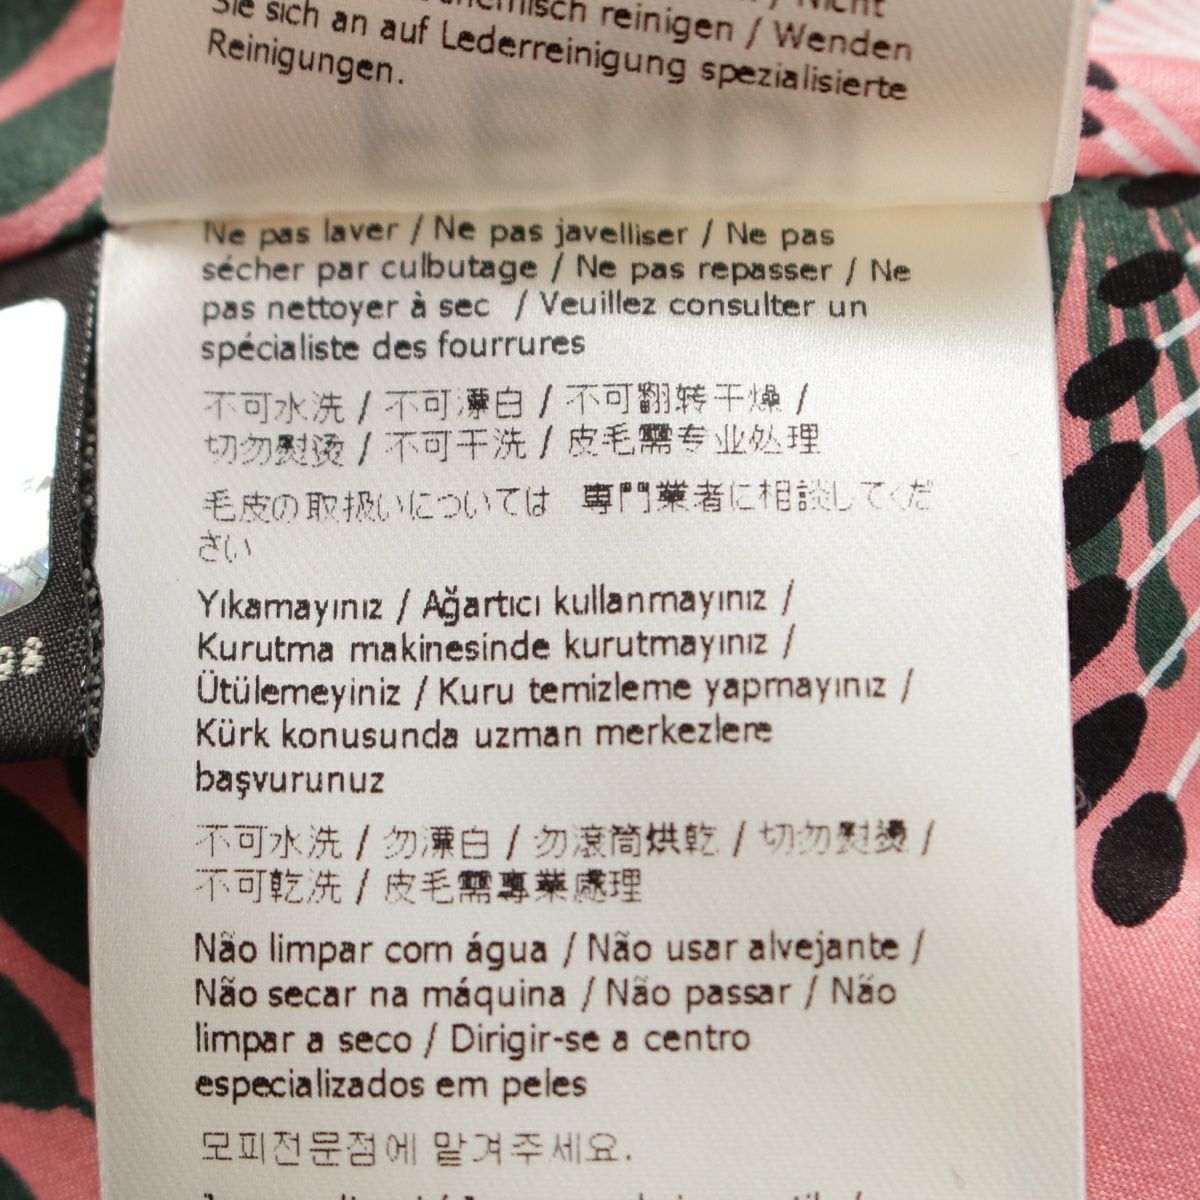 chemisch reinigen / Wenden
Sie sich an auf Lederreinigung spezialisierte
Reinigungen.
Ne pas laver / Ne pas javelliser / Ne pas
sécher par culbutage / Ne pas repasser / Ne
pas nettoyer à sec / Veuillez consulter un
spécialiste des fourrures
不可水洗 / 不可漂白 / 不可翻转干燥 /
切勿熨烫 / 不可干洗 / 皮毛需专业处理
毛皮の取扱いについては 専門業者に相談してくだ
さい
Yıkamayınız / Ağartıcı kullanmayınız /
Kurutma makinesinde kurutmayınız /
Ütülemeyiniz / Kuru temizleme yapmayınız /
Kürk konusunda uzman merkezlere
başvurunuz
不可水洗 / 勿漂白 / 勿滾筒烘乾 / 切勿熨燙 /
不可乾洗 / 皮毛需專業處理
Não limpar com água / Não usar alvejante /
Não secar na máquina / Não passar / Não
limpar a seco / Dirigir-se a centro
especializados em peles
모피전문점에 맡겨주세요.